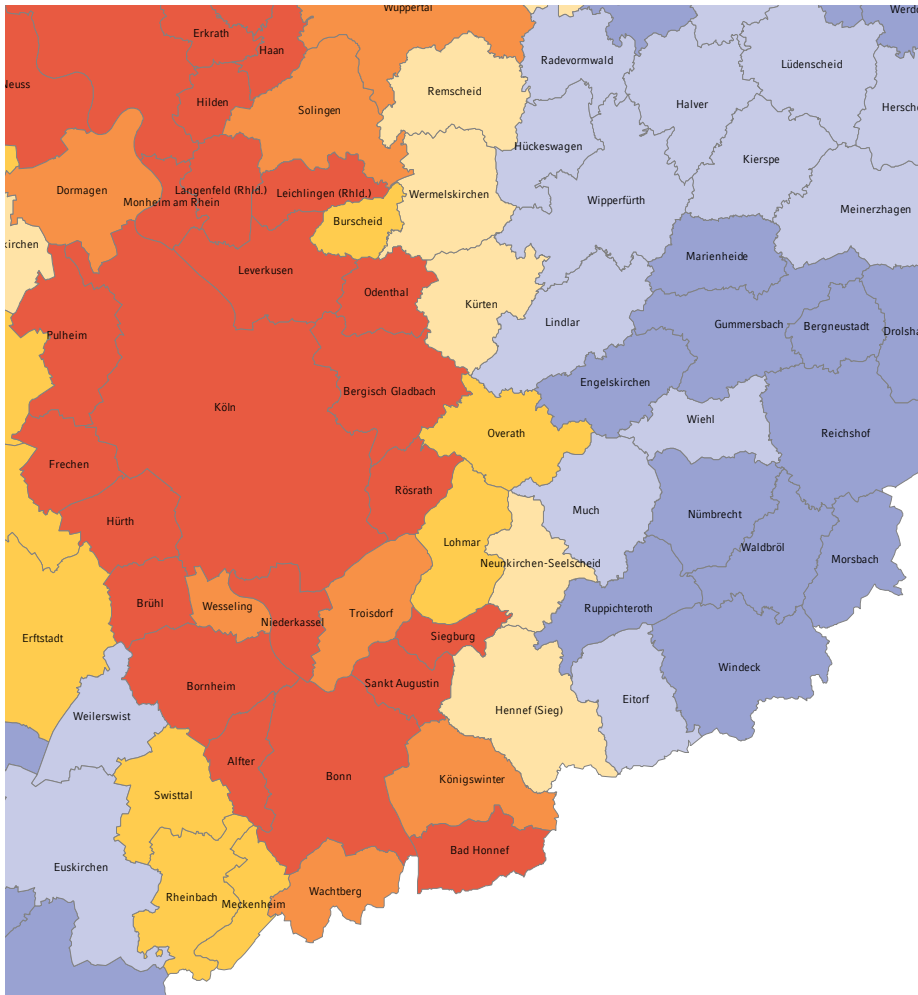 Wuppertal
Erkrath
Haan
Radevormwald
Lüdenscheid
Neuss
Remscheid
Hilden
Solingen
Halver
Hückeswagen
Kierspe
Dormagen
Langenfeld (Rhld.)
Leichlingen (Rhld.)
Wermelskirchen
Monheim am Rhein
Wipperfürth
Meinerzhagen
Burscheid
kirchen
Marienheide
Leverkusen
Odenthal
Kürten
Lindlar
Gummersbach
Bergneustadt
Drolsha
Pulheim
Engelskirchen
Bergisch Gladbach
Köln
Wiehl
Overath
Reichshof
Frechen
Rösrath
Much
Nümbrecht
Hürth
Lohmar
Waldbröl
Morsbach
Neunkirchen-Seelscheid
Brühl
Wesseling
Troisdorf
Ruppichteroth
Niederkassel
Siegburg
Erftstadt
Windeck
Sankt Augustin
Bornheim
Eitorf
Hennef (Sieg)
Weilerswist
Alfter
Bonn
Königswinter
Swisttal
Bad Honnef
Euskirchen
Wachtberg
Rheinbach
Meckenheim